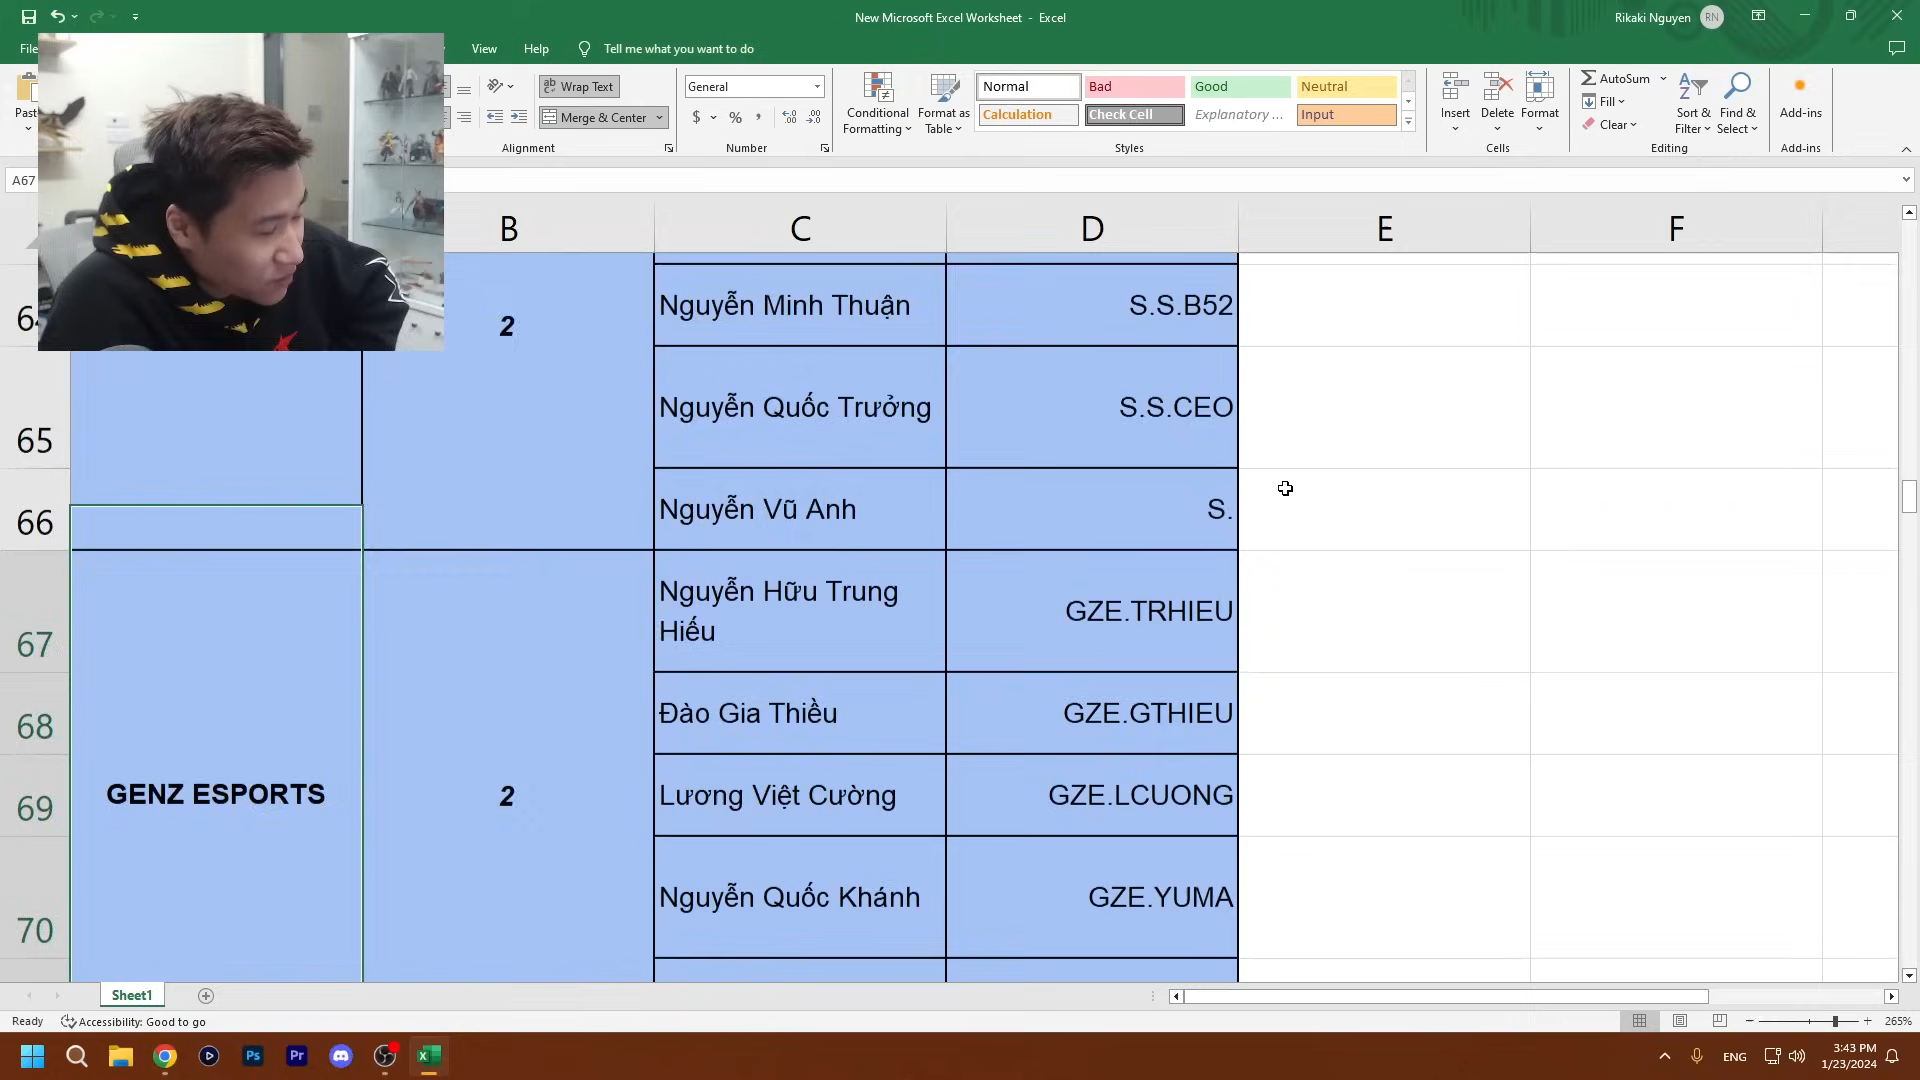 New Microsoft Excel Worksheet - Excel
Rikaki Nguyen
RN
View
Help
Tell me what you want to do
Wrap Text
Merge & Center
Alignment
General
$ % ,
Number
Conditional
Formatting
Format as
Table
Normal
Bad
Good
Neutral
Calculation
Check Cell
Explanatory ...
Input
Styles
Insert
Delete
Format
Cells
AutoSum
Fill
Clear
Sort &
Filter
Find &
Select
Editing
Add-ins
Add-ins
A67
B C D E F
2
Nguyễn Minh Thuận S.S.B52
65 Nguyễn Quốc Trưởng S.S.CEO
66 Nguyễn Vũ Anh S.
67 Nguyễn Hữu Trung
Hiếu
GZE.TRHIEU
68 Đào Gia Thiều GZE.GTHIEU
69 GENZ ESPORTS 2 Lương Việt Cường GZE.LCUONG
70 Nguyễn Quốc Khánh GZE.YUMA
Sheet1
Ready
Accessibility: Good to go
265%
Ps
Pr
ENG
3:43 PM
1/23/2024